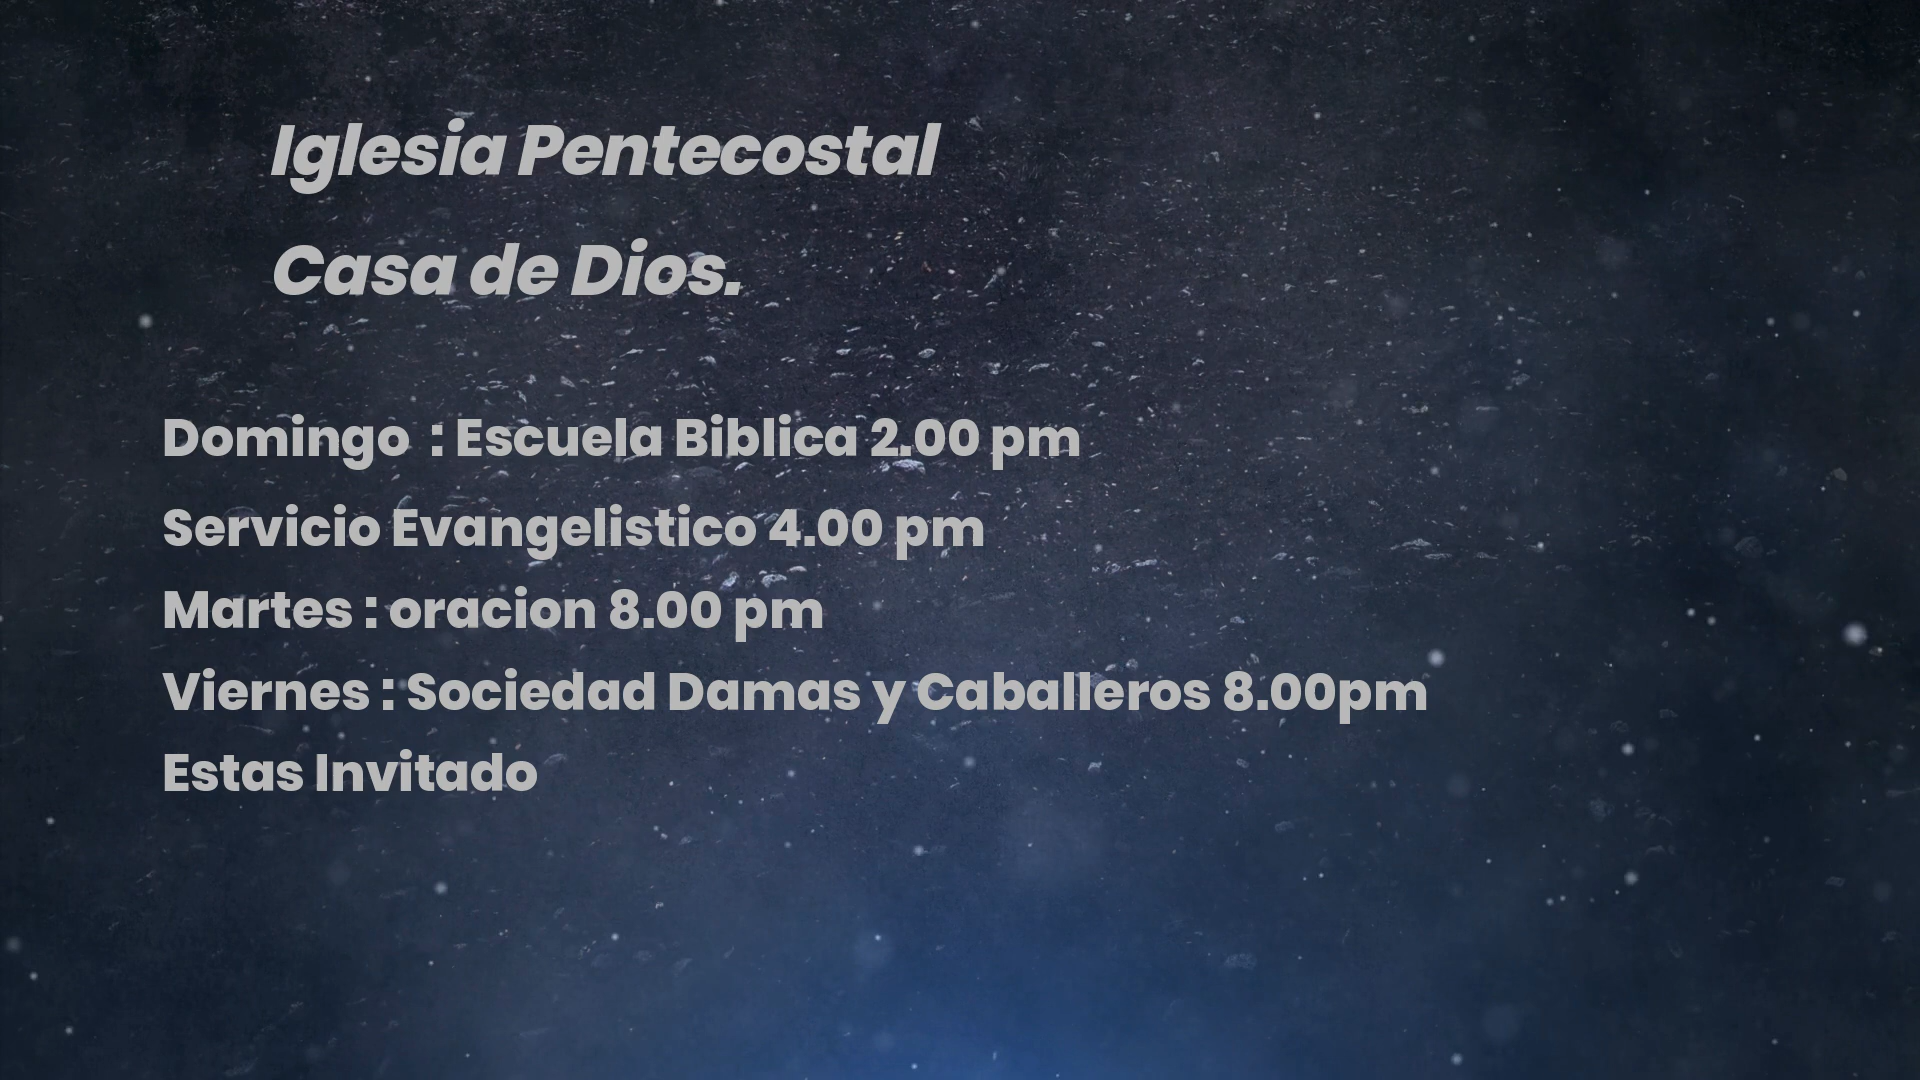 Iglesia Pentecostal
Casa de Dios.
Domingo : Escuela Biblica 2.00 pm
Servicio Evangelistico 4.00 pm
Martes : oracion 8.00 pm
Viernes : Sociedad Damas y Caballeros 8.00pm
Estas Invitado